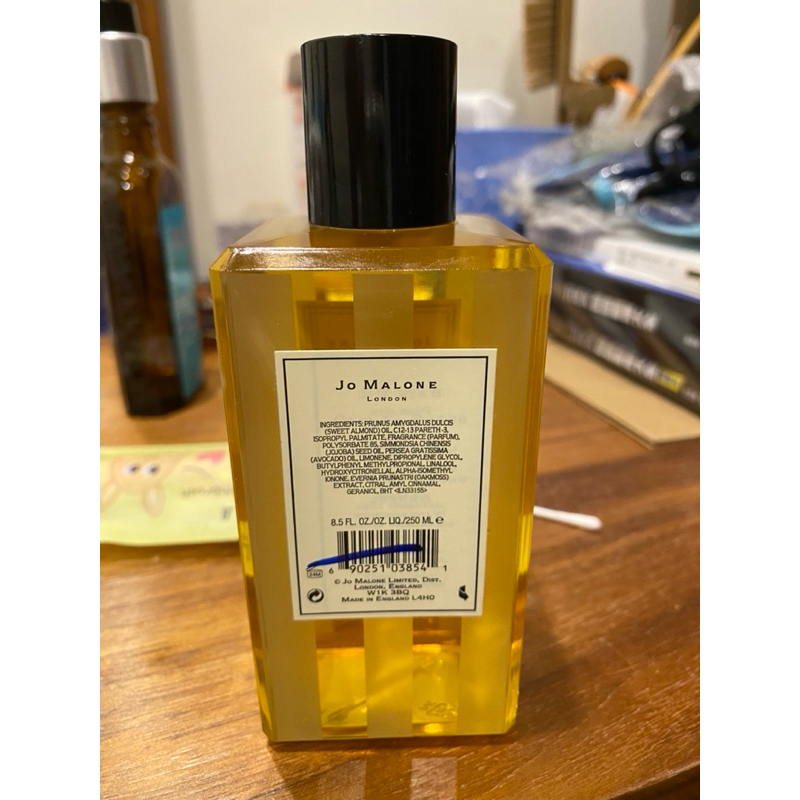 JO MALONE
LONDON
INGREDIENTS: PRUNUS AMYGDALUS DULCIS
(SWEET ALMOND) OIL, C12-13 PARETH -3,
ISOPROPYL PALMITATE, FRAGRANCE (PARFUM),
POLYSORBATE 85, SIMMONDSIA CHINENSIS
(JOJOBA) SEED OIL, PERSEA GRATISSIMA
(AVOCADO) OIL, LIMONENE, DIPROPYLENE GLYCOL,
BUTYLPHENYL METHYLPROPIONAL, LINALOOL,
HYDROXYCITRONELLAL, ALPHA-ISOMETHYL
IONONE, EVERNIA PRUNASTRI (OAKMOSS)
EXTRACT, CITRAL, AMYL CINNAMAL,
GERANIOL, BHT <ILN33155>
8.5 FL. OZ./OZ. LIQ./250 ML ℮
6 90251 03854 1
24M
© JO MALONE LIMITED, DIST.
LONDON, ENGLAND
W1K 3BQ
MADE IN ENGLAND L4H0